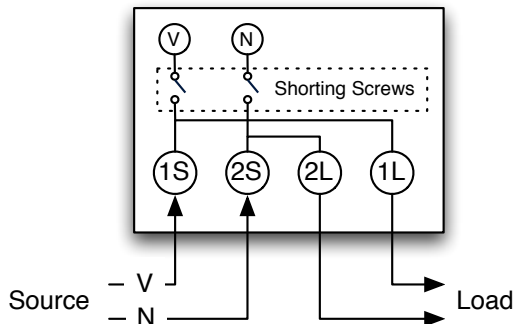 V N
Shorting Screws
1S 2S 2L 1L
V
Source Load
N